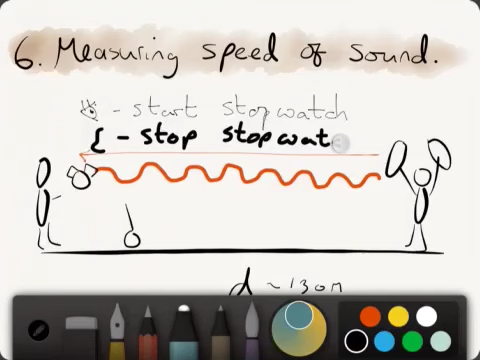 6. Measuring speed of sound.
- start stopwatch
- stop stopwat
d ~ 130m